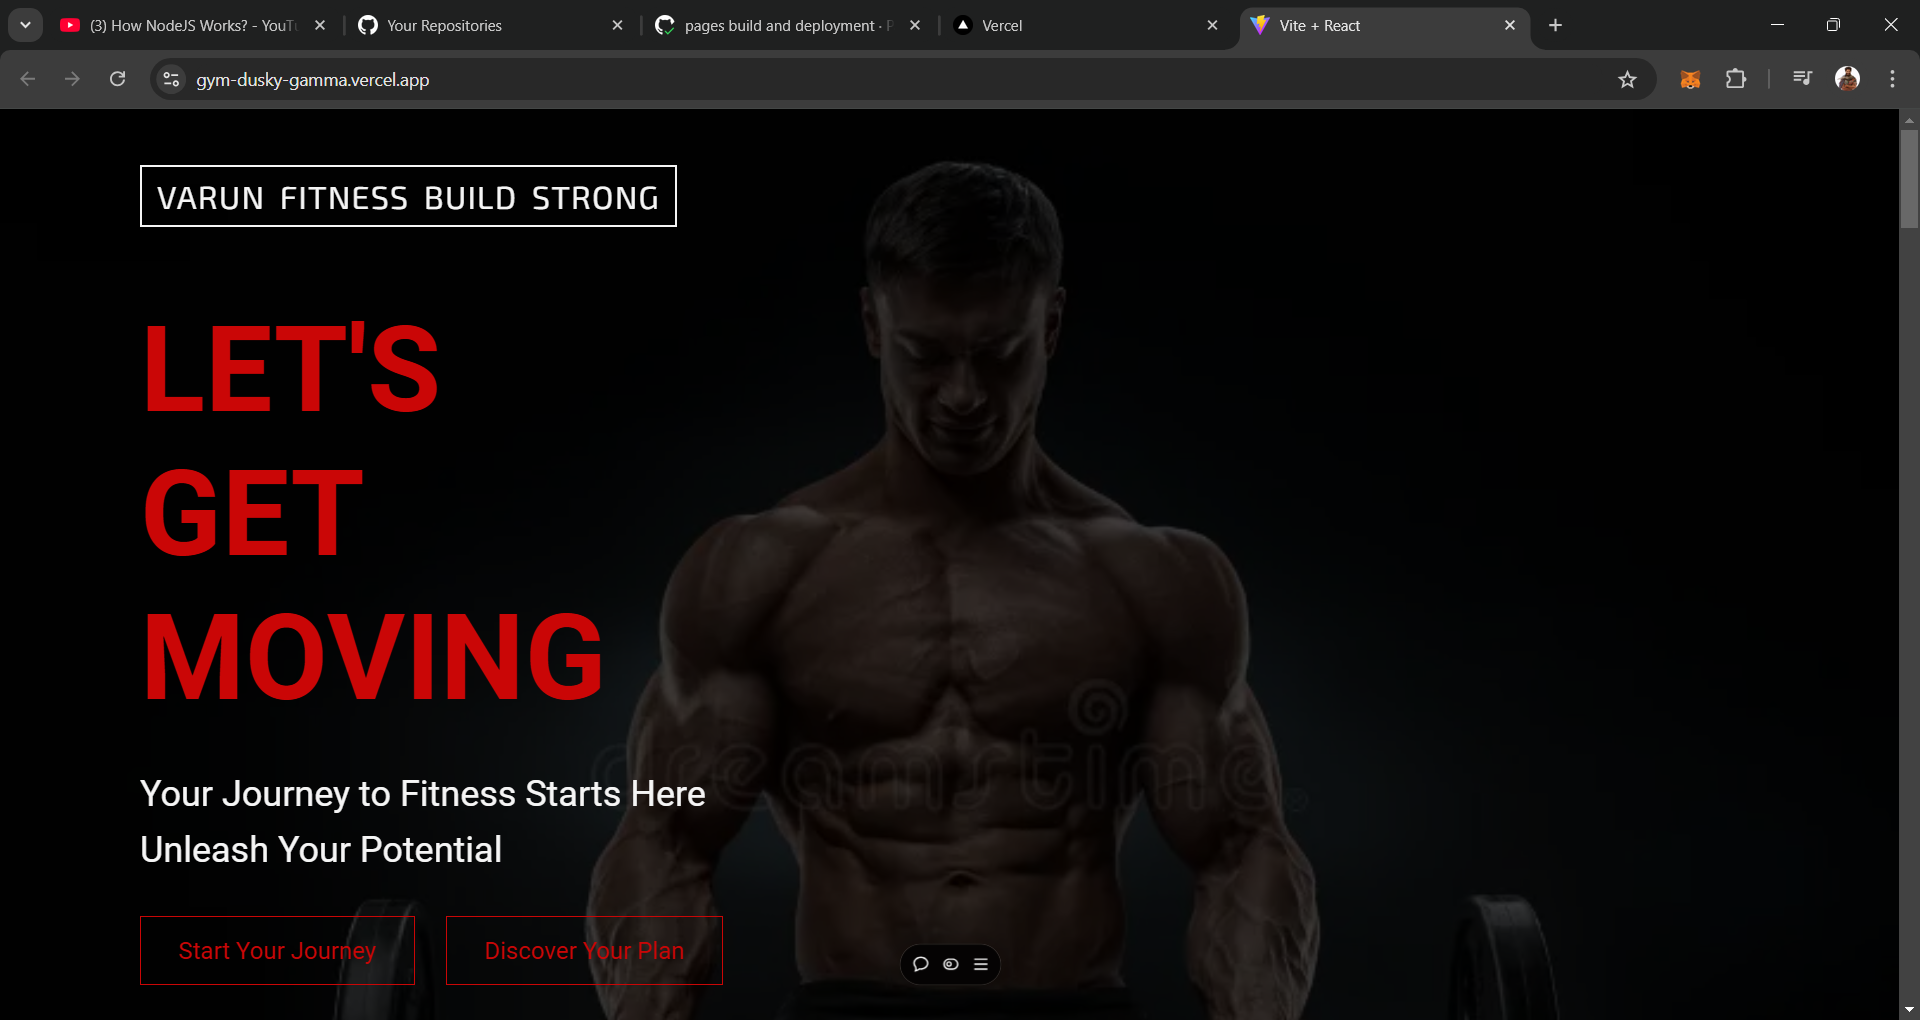 (3) How NodeJS Works? - YouT
Your Repositories
pages build and deployment ·
Vercel
Vite + React
gym-dusky-gamma.vercel.app
VARUN FITNESS BUILD STRONG
LET'S
GET
MOVING
dreamstime
Your Journey to Fitness Starts Here
Unleash Your Potential
Start Your Journey
Discover Your Plan